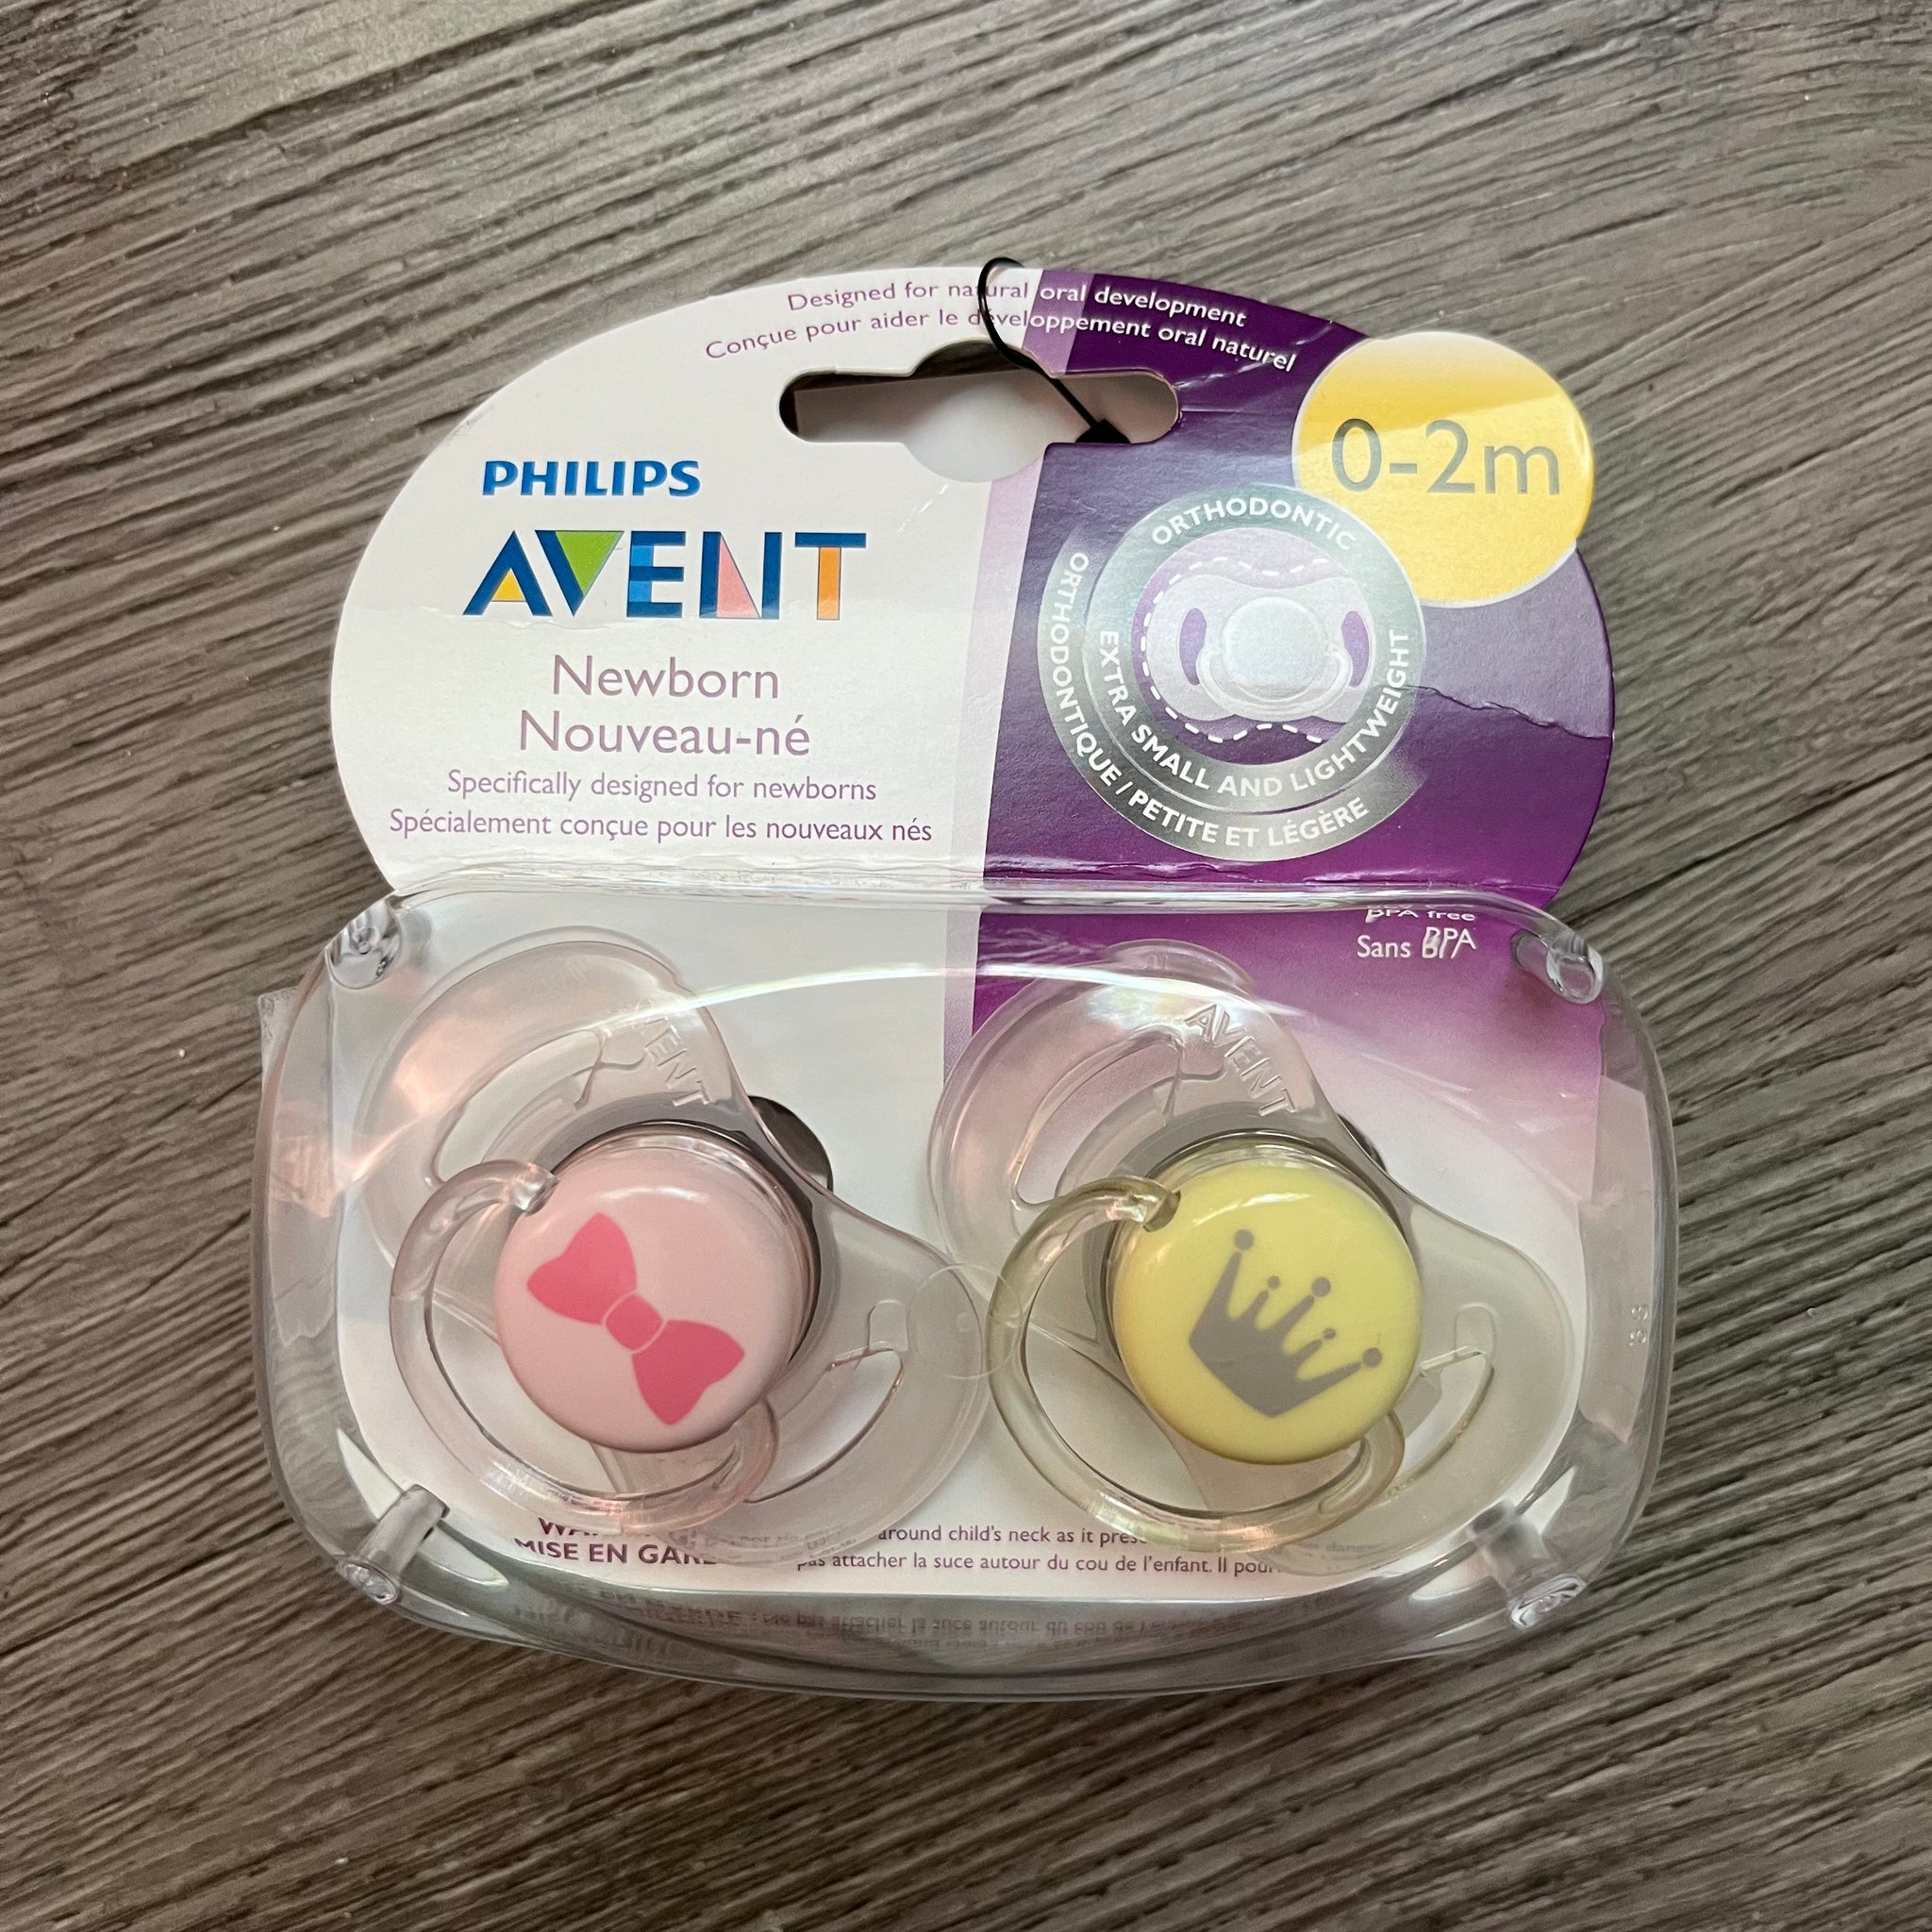 Designed for natural oral development
Conçue pour aider le développement oral naturel
0-2m
PHILIPS
AVENT
Newborn
Nouveau-né
Specifically designed for newborns
Spécialement conçue pour les nouveaux nés
ORTHODONTIC
EXTRA SMALL AND LIGHTWEIGHT
ORTHODONTIQUE / PETITE ET LÉGÈRE
BPA free
Sans BPA
AVENT
AVENT
around child's neck as it
MISE EN
pas attacher la suce autour du cou de l'enfant. Il